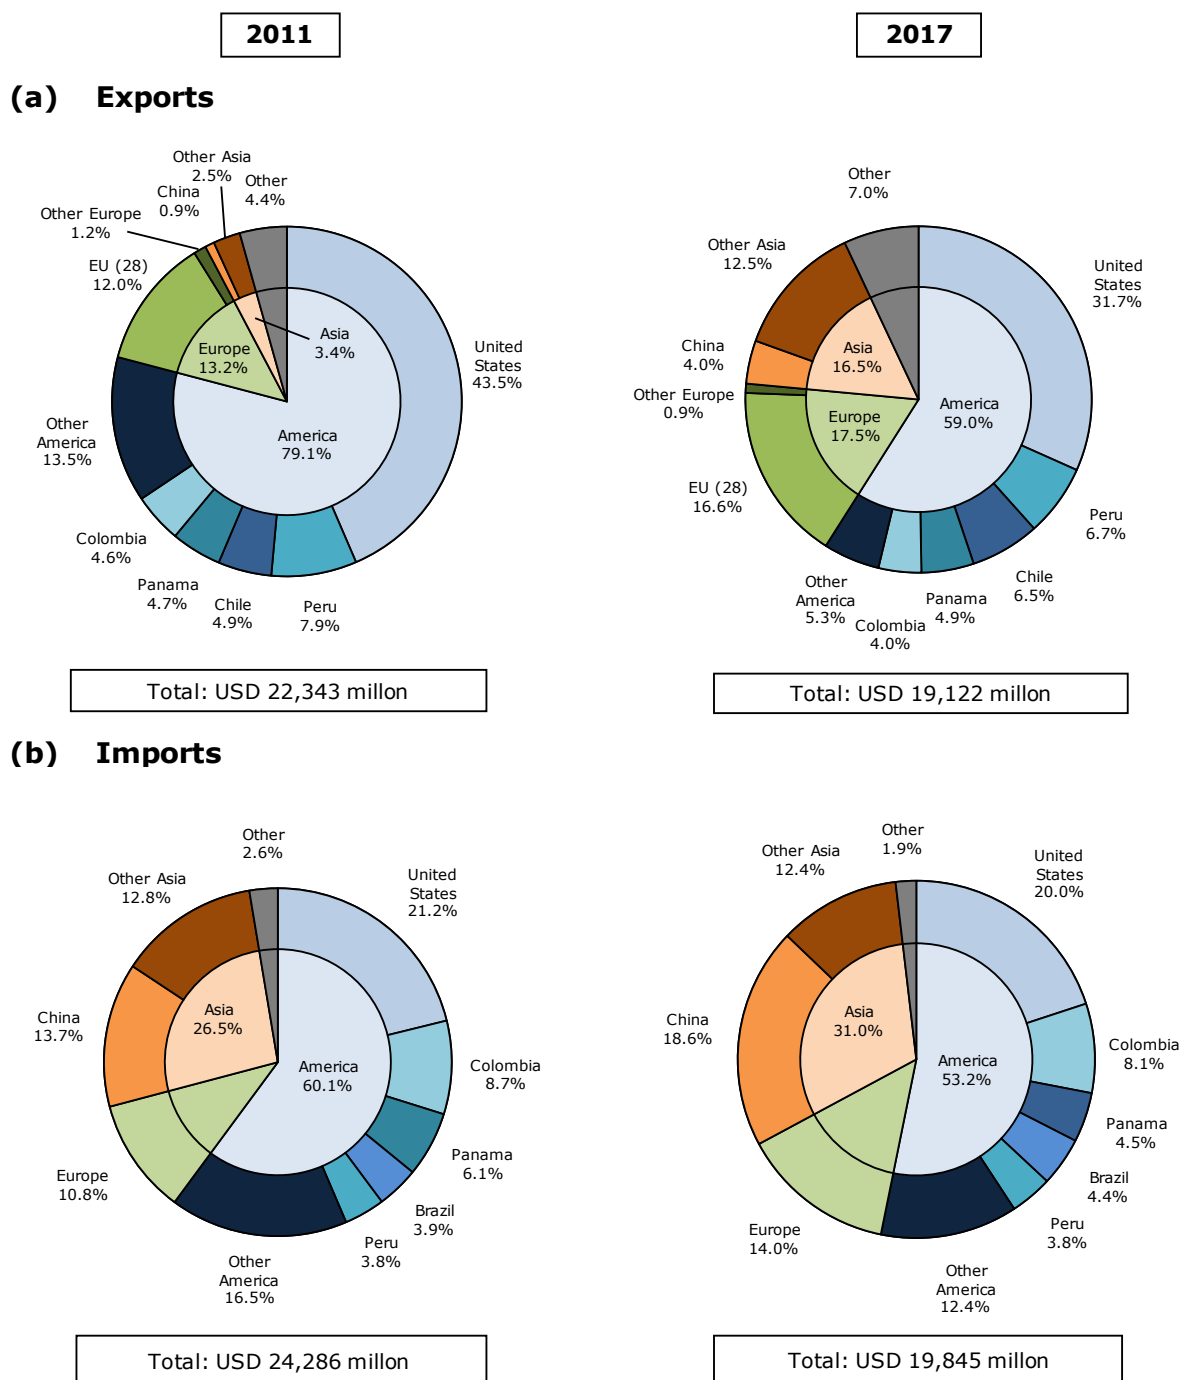 2011
2017
(a) Exports
Other Asia
2.5%
China
0.9%
Other
4.4%
Other Europe
1.2%
EU (28)
12.0%
Asia
3.4%
Europe
13.2%
United
States
43.5%
Other
America
13.5%
America
79.1%
Colombia
4.6%
Panama
4.7%
Chile
4.9%
Peru
7.9%
Total: USD 22,343 millon
Other
7.0%
Other Asia
12.5%
United
States
31.7%
China
4.0%
Asia
16.5%
Other Europe
0.9%
Europe
17.5%
America
59.0%
EU (28)
16.6%
Peru
6.7%
Other
America
5.3%
Colombia
4.0%
Panama
4.9%
Chile
6.5%
Total: USD 19,122 millon
(b) Imports
Other
2.6%
Other Asia
12.8%
United
States
21.2%
China
13.7%
Asia
26.5%
America
60.1%
Colombia
8.7%
Europe
10.8%
Panama
6.1%
Brazil
3.9%
Peru
3.8%
Other
America
16.5%
Total: USD 24,286 millon
Other
1.9%
Other Asia
12.4%
United
States
20.0%
China
18.6%
Asia
31.0%
America
53.2%
Colombia
8.1%
Panama
4.5%
Brazil
4.4%
Europe
14.0%
Peru
3.8%
Other
America
12.4%
Total: USD 19,845 millon